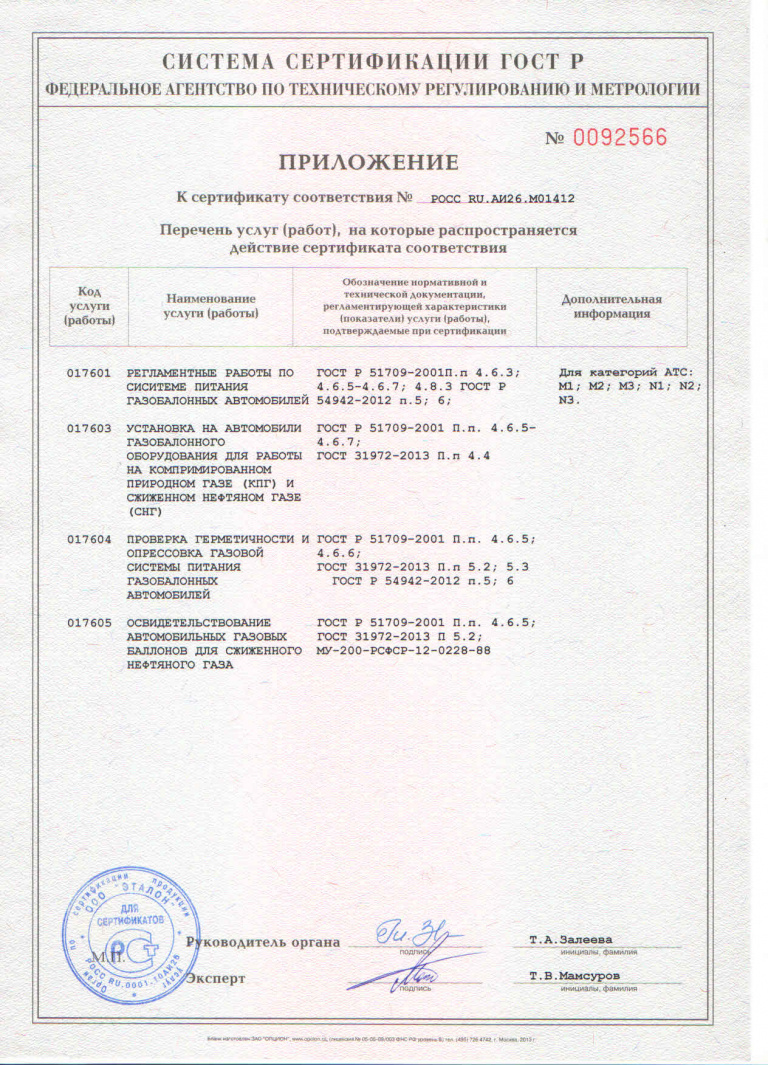 СИСТЕМА СЕРТИФИКАЦИИ ГОСТ Р
ФЕДЕРАЛЬНОЕ АГЕНТСТВО ПО ТЕХНИЧЕСКОМУ РЕГУЛИРОВАНИЮ И МЕТРОЛОГИИ
№ 0092566
ПРИЛОЖЕНИЕ
К сертификату соответствия № РОСС RU.АИ26.М01412
Перечень услуг (работ), на которые распространяется
действие сертификата соответствия
Код
услуги
(работы)
Наименование
услуги (работы)
Обозначение нормативной и
технической документации,
регламентирующей характеристики
(показатели) услуги (работы),
подтверждаемые при сертификации
Дополнительная
информация
017601 РЕГЛАМЕНТНЫЕ РАБОТЫ ПО ГОСТ Р 51709-2001П.п 4.6.3; Для категорий АТС:
СИСИТЕМЕ ПИТАНИЯ 4.6.5-4.6.7; 4.8.3 ГОСТ Р М1; М2; М3; N1; N2;
ГАЗОБАЛОННЫХ АВТОМОБИЛЕЙ 54942-2012 п.5; 6; N3.
017603 УСТАНОВКА НА АВТОМОБИЛИ ГОСТ Р 51709-2001 П.п. 4.6.5-
ГАЗОБАЛОННОГО 4.6.7;
ОБОРУДОВАНИЯ ДЛЯ РАБОТЫ ГОСТ 31972-2013 П.п 4.4
НА КОМПРИМИРОВАННОМ
ПРИРОДНОМ ГАЗЕ (КПГ) И
СЖИЖЕННОМ НЕФТЯНОМ ГАЗЕ
(СНГ)
017604 ПРОВЕРКА ГЕРМЕТИЧНОСТИ И ГОСТ Р 51709-2001 П.п. 4.6.5;
ОПРЕССОВКА ГАЗОВОЙ 4.6.6;
СИСТЕМЫ ПИТАНИЯ ГОСТ 31972-2013 П.п 5.2; 5.3
ГАЗОБАЛОННЫХ ГОСТ Р 54942-2012 п.5; 6
АВТОМОБИЛЕЙ
017605 ОСВИДЕТЕЛЬСТВОВАНИЕ ГОСТ Р 51709-2001 П.п. 4.6.5;
АВТОМОБИЛЬНЫХ ГАЗОВЫХ ГОСТ 31972-2013 П 5.2;
БАЛЛОНОВ ДЛЯ СЖИЖЕННОГО МУ-200-РСФСР-12-0228-88
НЕФТЯНОГО ГАЗА
Орган по сертификации продукции услуг
ООО "ЭТАЛОН"
ДЛЯ
СЕРТИФИКАТОВ
М.П.
Руководитель органа
подпись
Т.А.Залеева
инициалы, фамилия
Эксперт
подпись
Т.В.Мамсуров
инициалы, фамилия
Бланк изготовлен ЗАО "ОПЦИОН", www.opcion.ru,